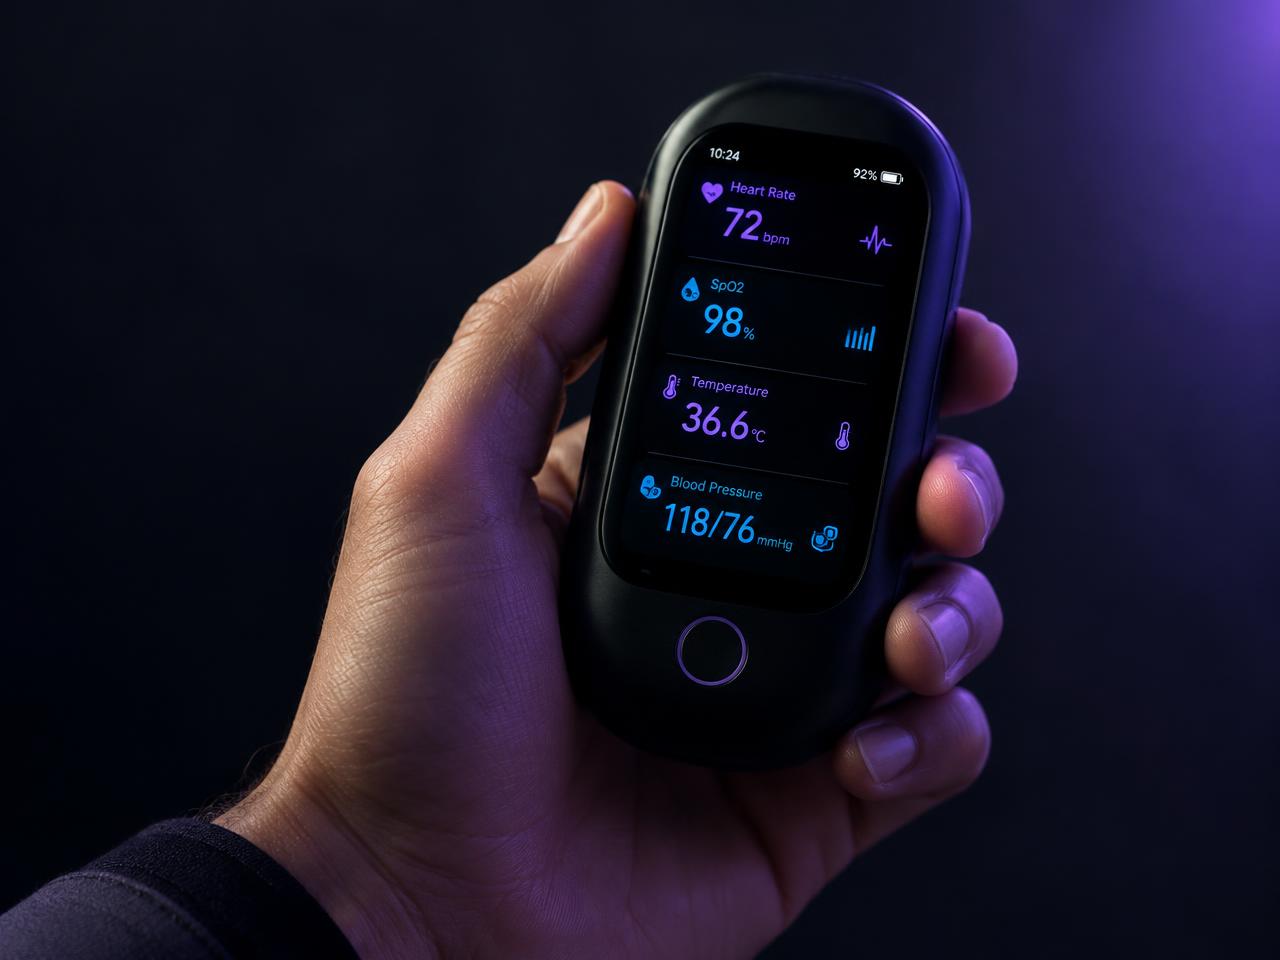 10:24
92%
Heart Rate
72 bpm
SpO2
98%
Temperature
36.6 °C
Blood Pressure
118/76 mmHg